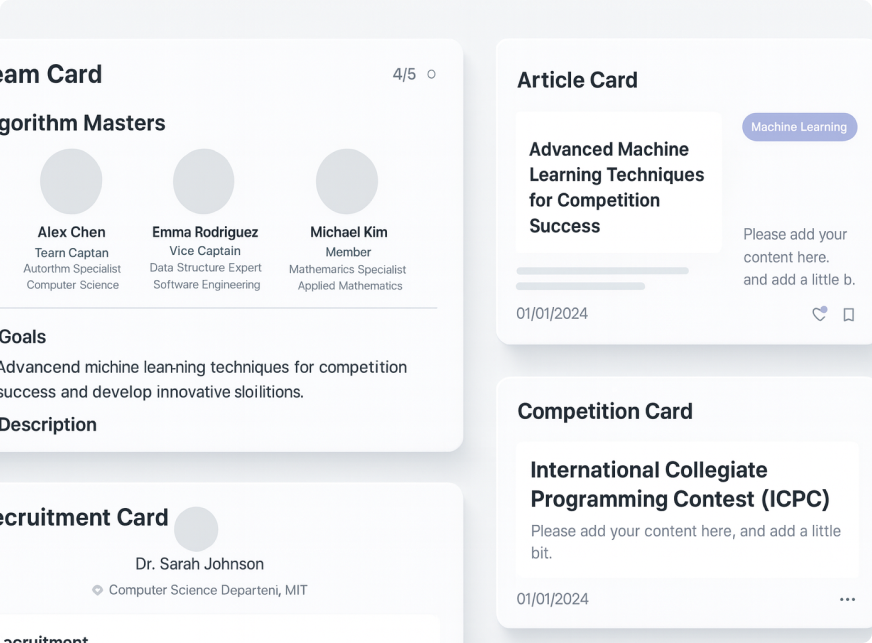 eam Card
4/5
gorithm Masters
Alex Chen
Tearn Captan
Autorthm Specialist
Computer Science
Emma Rodriguez
Vice Captain
Data Structure Expert
Software Engineering
Michael Kim
Member
Mathemarics Specialist
Applied Mathematics
Goals
Advancend michine lean-ning techniques for competition
success and develop innovative sloilitions.
Description
ecruitment Card
Dr. Sarah Johnson
Computer Science Departeni, MIT
acruitment
Article Card
Advanced Machine
Learning Techniques
for Competition
Success
Machine Learning
Please add your
content here.
and add a little b.
01/01/2024
Competition Card
International Collegiate
Programming Contest (ICPC)
Please add your content here, and add a little
bit.
01/01/2024